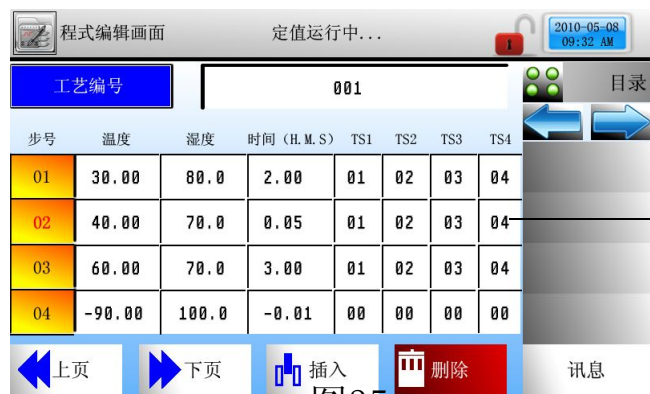 程式编辑画面 定值运行中... 1 2010-05-08
09:32 AM
工艺编号 001 目录
步号 温度 湿度 时间 (H.M.S) TS1 TS2 TS3 TS4
01 30.00 80.0 2.00 01 02 03 04
02 40.00 70.0 0.05 01 02 03 04
03 60.00 70.0 3.00 01 02 03 04
04 -90.00 100.0 -0.01 00 00 00 00
上页 下页 插入 删除 讯息